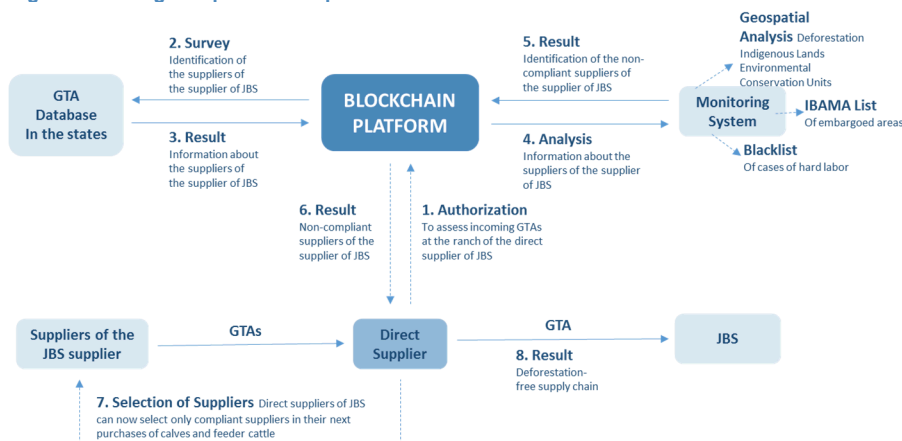 2. Survey
Identification of
the suppliers of
the supplier of JBS
5. Result
Identification of the non-
compliant suppliers of
the supplier of JBS
Geospatial
Analysis Deforestation
Indigenous Lands
Environmental
Conservation Units
GTA
Database
In the states
BLOCKCHAIN
PLATFORM
Monitoring
System
IBAMA List
Of embargoed areas
3. Result
Information about
the suppliers of
the supplier of JBS
4. Analysis
Information about the
suppliers of the supplier
of JBS
Blacklist
Of cases of hard labor
6. Result
Non-compliant
suppliers of the
supplier of JBS
1. Authorization
To assess incoming GTAs
at the ranch of the direct
supplier of JBS
Suppliers of the
JBS supplier
GTAs
Direct
Supplier
GTA
JBS
8. Result
Deforestation-
free supply chain
7. Selection of Suppliers Direct suppliers of JBS
can now select only compliant suppliers in their next
purchases of calves and feeder cattle